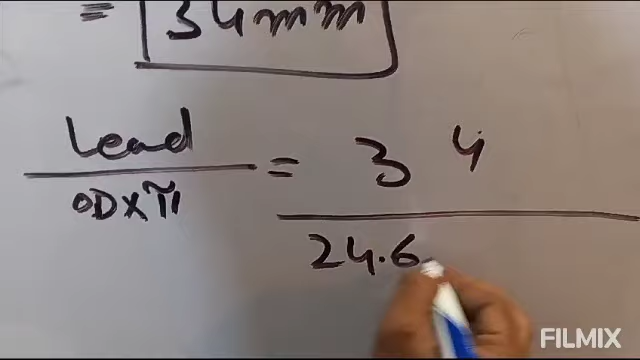 = 34mm
Lead = 34
OD×π 24.6
FILMIX